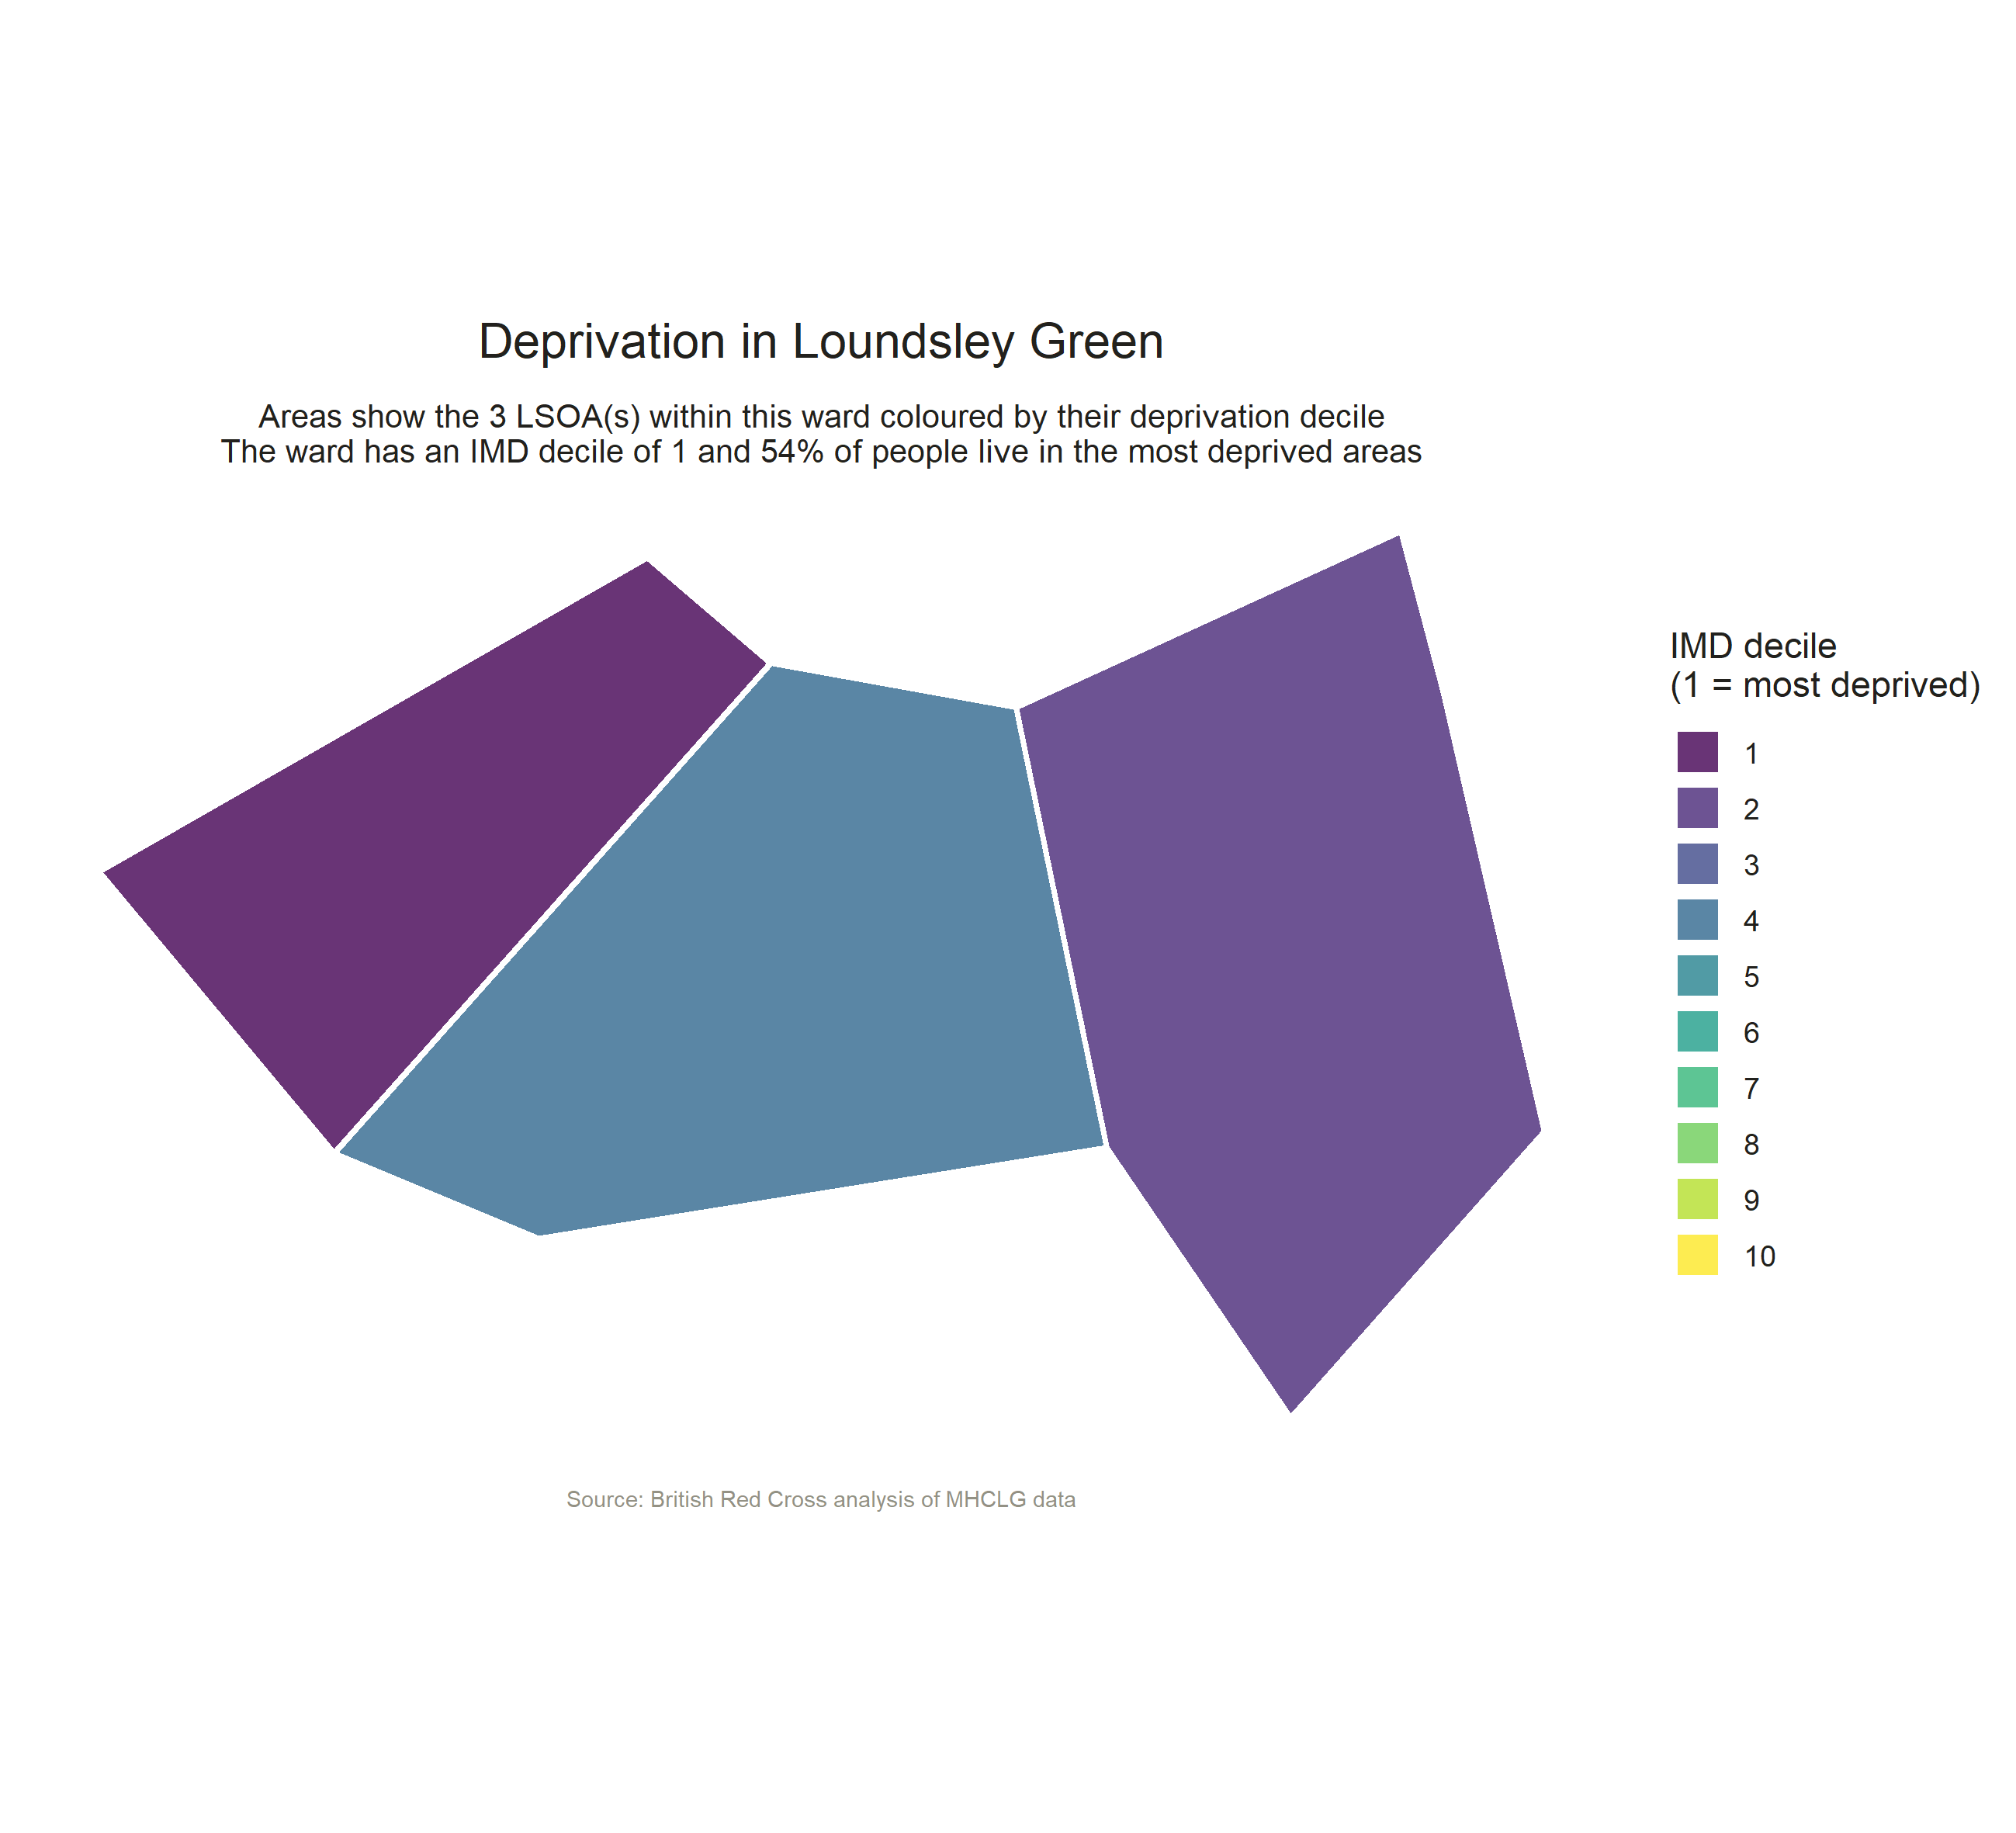 Deprivation in Loundsley Green
Areas show the 3 LSOA(s) within this ward coloured by their deprivation decile
The ward has an IMD decile of 1 and 54% of people live in the most deprived areas
IMD decile
(1 = most deprived)
1
2
3
4
5
6
7
8
9
10
Source: British Red Cross analysis of MHCLG data